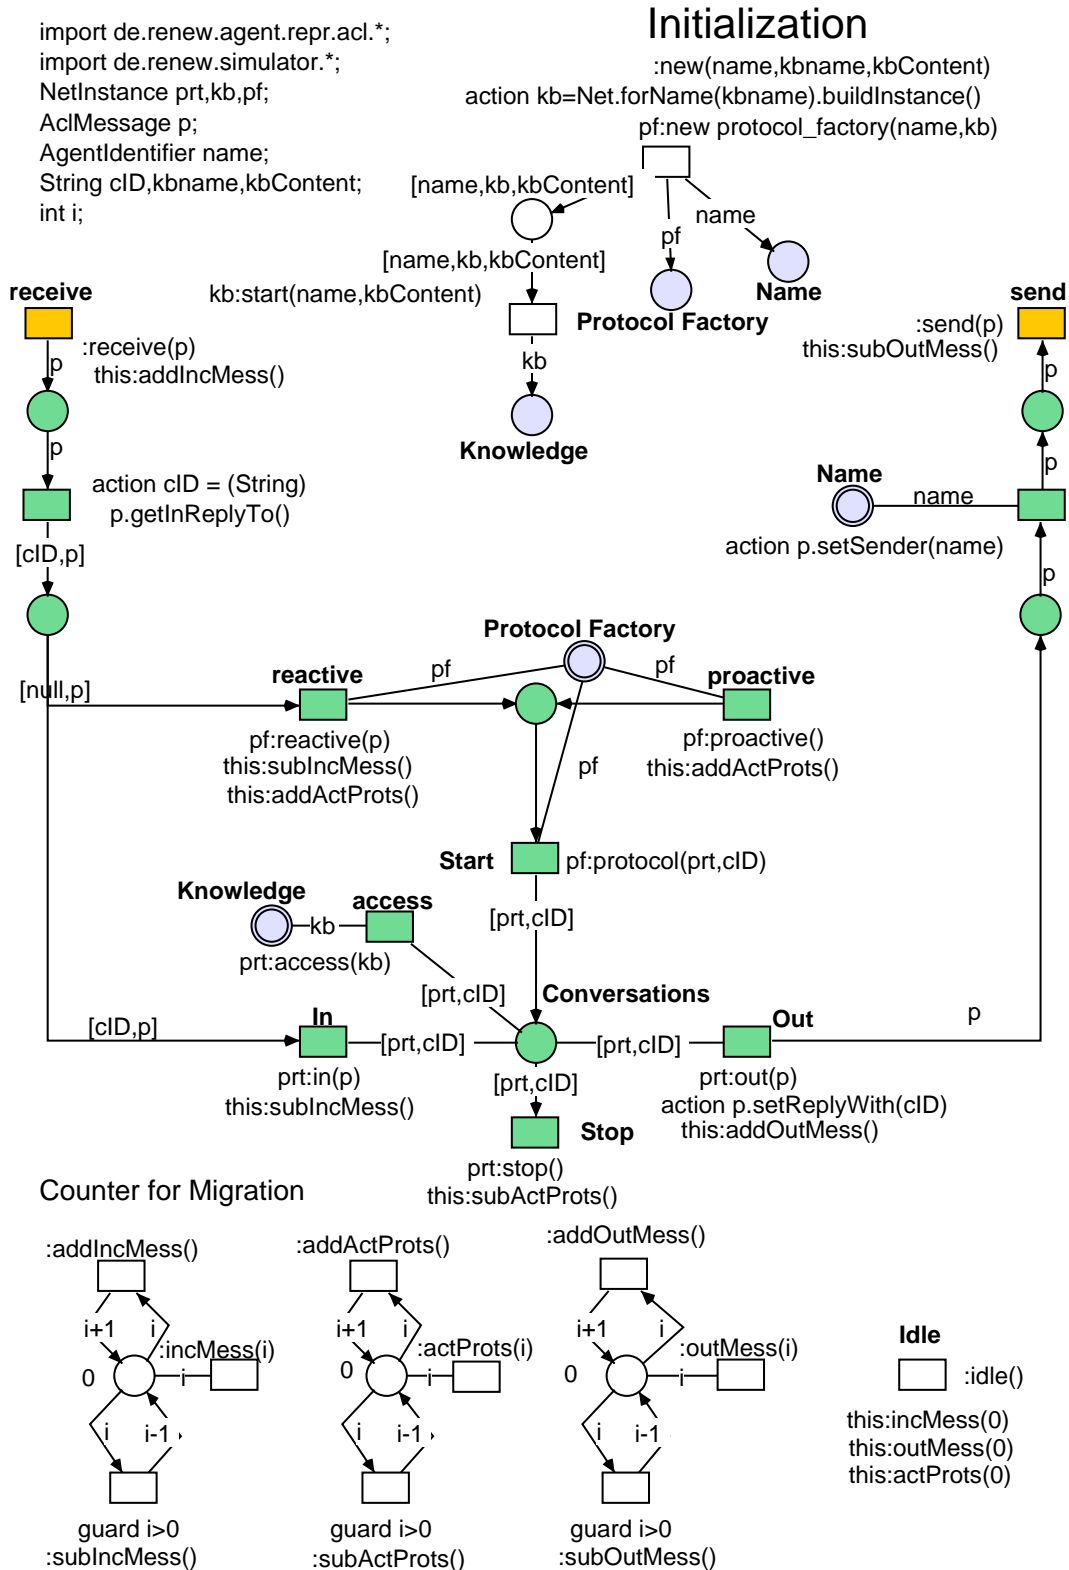 import de.renew.agent.repr.acl.*;
import de.renew.simulator.*;
NetInstance prt,kb,pf;
AclMessage p;
AgentIdentifier name;
String cID,kbname,kbContent;
int i;
Initialization
:new(name,kbname,kbContent)
action kb=Net.forName(kbname).buildInstance()
pf:new protocol_factory(name,kb)
[name,kb,kbContent]
name
pf
[name,kb,kbContent]
kb:start(name,kbContent)
Protocol Factory
Name
kb
Knowledge
receive
:receive(p)
p
this:addIncMess()
p
action cID = (String)
p.getInReplyTo()
[cID,p]
send
:send(p)
this:subOutMess()
p
p
Name
name
action p.setSender(name)
p
Protocol Factory
[null,p]
reactive
pf
pf
proactive
pf:reactive(p)
this:subIncMess()
this:addActProts()
pf:proactive()
this:addActProts()
pf
Start
pf:protocol(prt,cID)
Knowledge
access
kb
prt:access(kb)
[prt,cID]
[prt,cID]
Conversations
[cID,p]
In
[prt,cID]
[prt,cID]
Out
p
prt:in(p)
this:subIncMess()
[prt,cID]
prt:out(p)
action p.setReplyWith(cID)
this:addOutMess()
Stop
prt:stop()
this:subActProts()
Counter for Migration
:addIncMess()
i+1
i
:incMess(i)
0
i
i
i-1
guard i>0
:subIncMess()
:addActProts()
i+1
i
:actProts(i)
0
i
i
i-1
guard i>0
:subActProts()
:addOutMess()
i+1
i
:outMess(i)
0
i
i
i-1
guard i>0
:subOutMess()
Idle
:idle()
this:incMess(0)
this:outMess(0)
this:actProts(0)